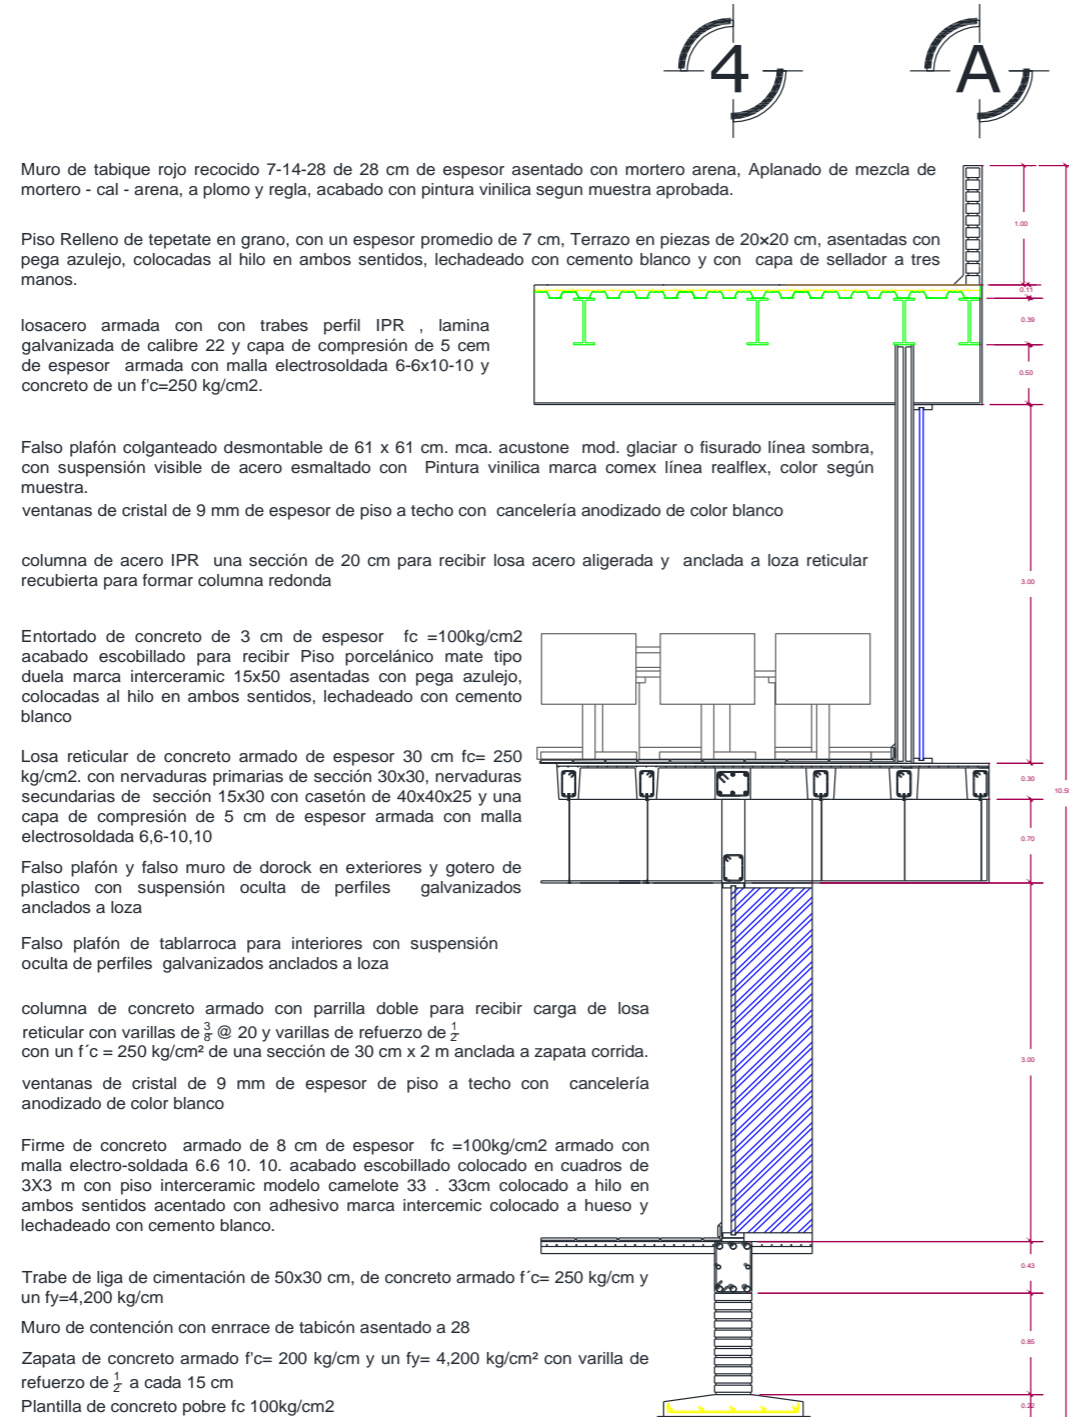 4 A
Muro de tabique rojo recocido 7-14-28 de 28 cm de espesor asentado con mortero arena, Aplanado de mezcla de
mortero - cal - arena, a plomo y regla, acabado con pintura vinilica segun muestra aprobada.
Piso Relleno de tepetate en grano, con un espesor promedio de 7 cm, Terrazo en piezas de 20×20 cm, asentadas con
pega azulejo, colocadas al hilo en ambos sentidos, lechadeado con cemento blanco y con capa de sellador a tres
manos.
losacero armada con con trabes perfil IPR , lamina
galvanizada de calibre 22 y capa de compresión de 5 cem
de espesor armada con malla electrosoldada 6-6x10-10 y
concreto de un f'c=250 kg/cm2.
Falso plafón colganteado desmontable de 61 x 61 cm. mca. acustone mod. glaciar o fisurado línea sombra,
con suspensión visible de acero esmaltado con Pintura vinilica marca comex línea realflex, color según
muestra.
ventanas de cristal de 9 mm de espesor de piso a techo con cancelería anodizado de color blanco
columna de acero IPR una sección de 20 cm para recibir losa acero aligerada y anclada a loza reticular
recubierta para formar columna redonda
Entortado de concreto de 3 cm de espesor fc =100kg/cm2
acabado escobillado para recibir Piso porcelánico mate tipo
duela marca interceramic 15x50 asentadas con pega azulejo,
colocadas al hilo en ambos sentidos, lechadeado con cemento
blanco
Losa reticular de concreto armado de espesor 30 cm fc= 250
kg/cm2. con nervaduras primarias de sección 30x30, nervaduras
secundarias de sección 15x30 con casetón de 40x40x25 y una
capa de compresión de 5 cm de espesor armada con malla
electrosoldada 6,6-10,10
Falso plafón y falso muro de dorock en exteriores y gotero de
plastico con suspensión oculta de perfiles galvanizados
anclados a loza
Falso plafón de tablarroca para interiores con suspensión
oculta de perfiles galvanizados anclados a loza
columna de concreto armado con parrilla doble para recibir carga de losa
reticular con varillas de 3/8 @ 20 y varillas de refuerzo de 1/2
con un f´c = 250 kg/cm² de una sección de 30 cm x 2 m anclada a zapata corrida.
ventanas de cristal de 9 mm de espesor de piso a techo con cancelería
anodizado de color blanco
Firme de concreto armado de 8 cm de espesor fc =100kg/cm2 armado con
malla electro-soldada 6.6 10. 10. acabado escobillado colocado en cuadros de
3X3 m con piso interceramic modelo camelote 33 . 33cm colocado a hilo en
ambos sentidos acentado con adhesivo marca intercemic colocado a hueso y
lechadeado con cemento blanco.
Trabe de liga de cimentación de 50x30 cm, de concreto armado f´c= 250 kg/cm y
un fy=4,200 kg/cm
Muro de contención con enrrace de tabicón asentado a 28
Zapata de concreto armado f'c= 200 kg/cm y un fy= 4,200 kg/cm² con varilla de
refuerzo de 1/2 a cada 15 cm
Plantilla de concreto pobre fc 100kg/cm2
1.00
0.11
0.39
0.50
3.00
0.30
0.70
3.00
0.43
0.85
0.22